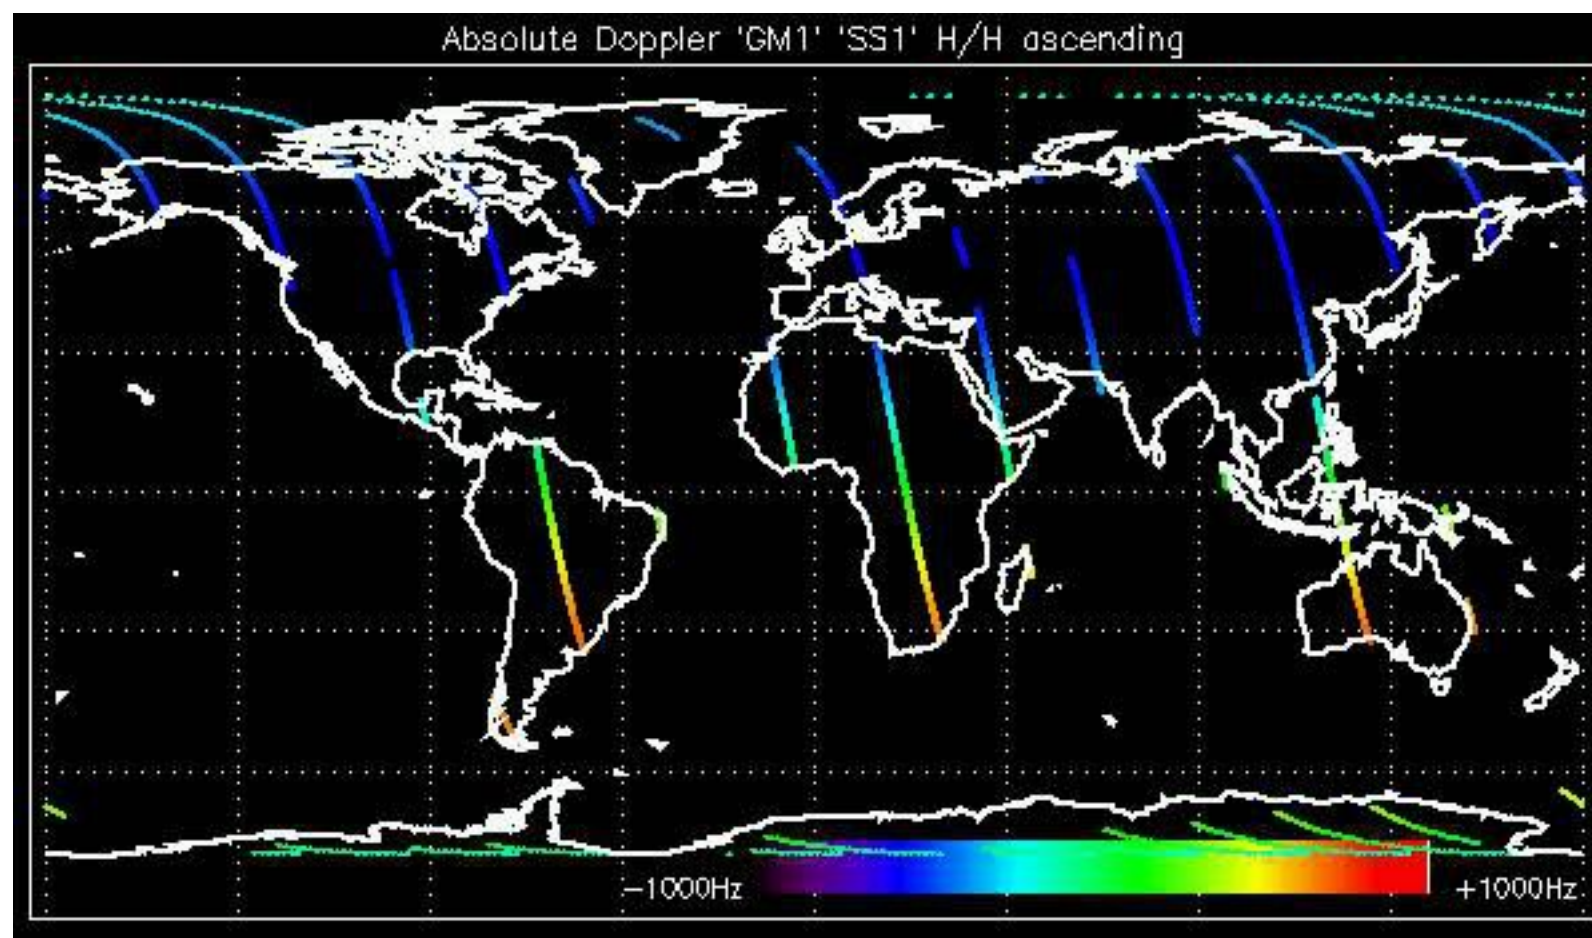 Absolute Doppler 'GM1' 'SS1' H/H ascending
−1000Hz
+1000Hz